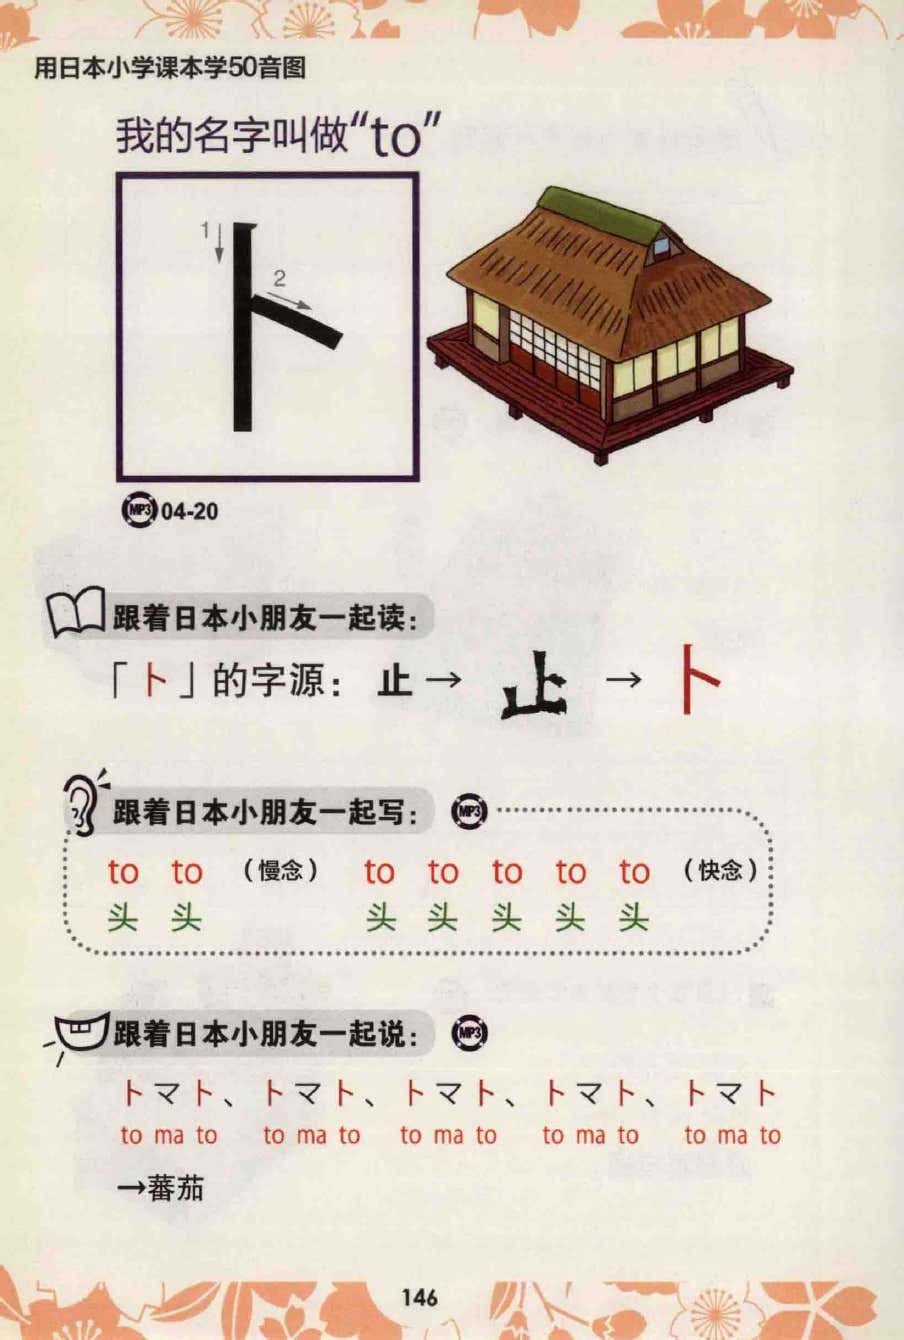 用日本小学课本学50音图
我的名字叫做“to”
1
2
ト
MP3 04-20
跟着日本小朋友一起读：
「ト」的字源：止→止→ト
跟着日本小朋友一起写： MP3
to to （慢念） to to to to to （快念）
头 头 头 头 头 头 头
跟着日本小朋友一起说： MP3
トマト、トマト、トマト、トマト、トマト
to ma to to ma to to ma to to ma to to ma to
→蕃茄
146